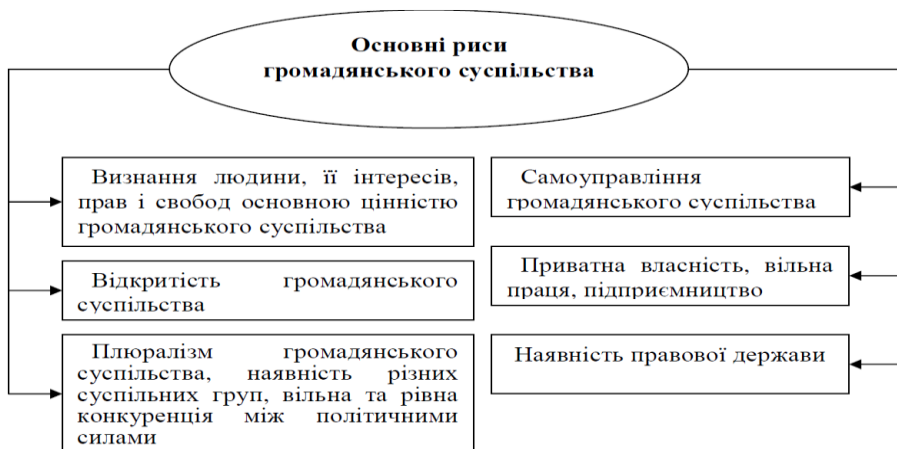 Основні риси
громадянського суспільства
Визнання людини, її інтересів,
прав і свобод основною цінністю
громадянського суспільства
Відкритість громадянського
суспільства
Плюралізм громадянського
суспільства, наявність різних
суспільних груп, вільна та рівна
конкуренція між політичними
силами
Самоуправління
громадянського суспільства
Приватна власність, вільна
праця, підприємництво
Наявність правової держави